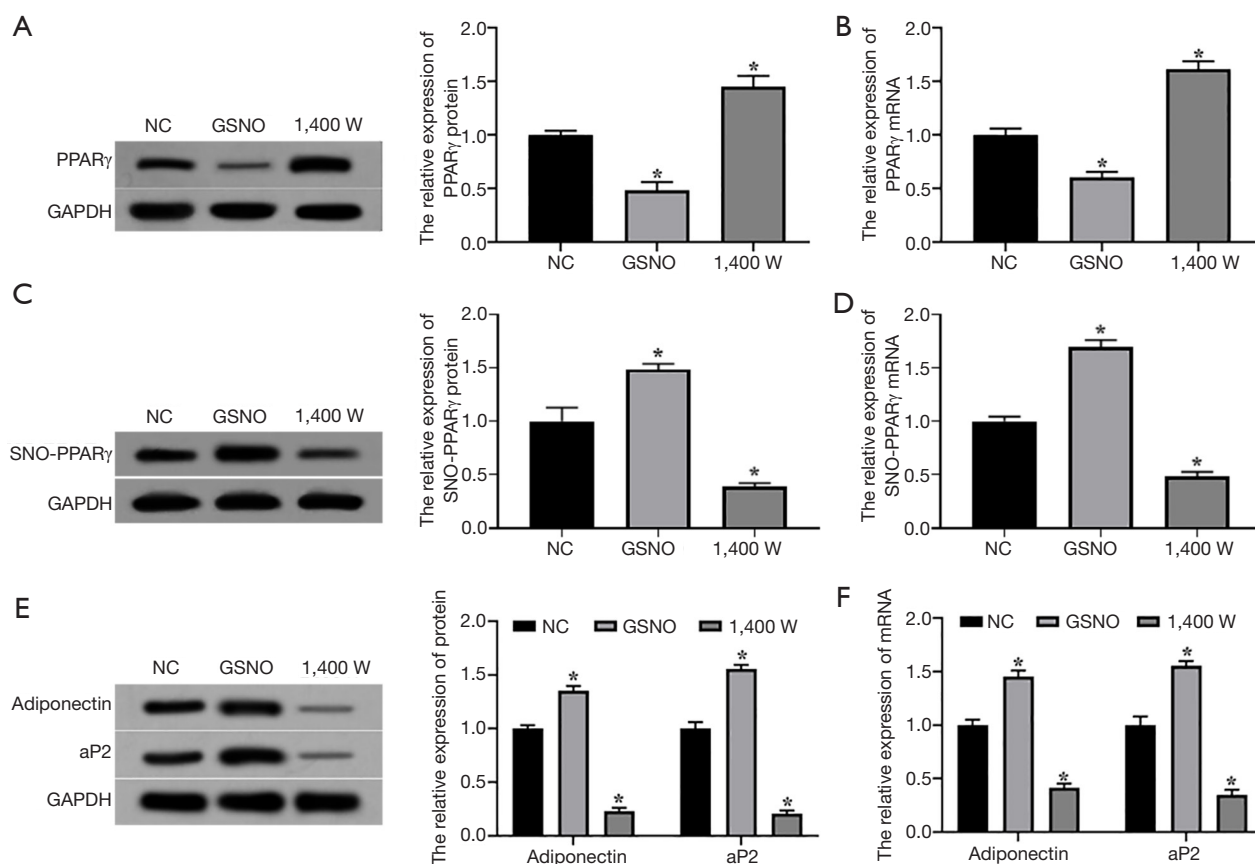 A
NC GSNO 1,400 W
PPARγ
GAPDH
The relative expression of
PPARγ protein
2.0
1.5
*
1.0
*
0.5
0.0
NC GSNO 1,400 W
B
The relative expression of
PPARγ mRNA
2.0
*
1.5
1.0
*
0.5
0.0
NC GSNO 1,400 W
C
NC GSNO 1,400 W
SNO-PPARγ
GAPDH
The relative expression of
SNO-PPARγ protein
2.0
*
1.5
1.0
*
0.5
0.0
NC GSNO 1,400 W
D
The relative expression of
SNO-PPARγ mRNA
2.0
*
1.5
1.0
*
0.5
0.0
NC GSNO 1,400 W
E
NC GSNO 1,400 W
Adiponectin
aP2
GAPDH
The relative expression of protein
2.0
NC GSNO 1,400 W
* *
1.5
1.0
0.5
* *
0.0
Adiponectin aP2
F
The relative expression of mRNA
2.0
NC GSNO 1,400 W
* *
1.5
1.0
0.5
* *
0.0
Adiponectin aP2